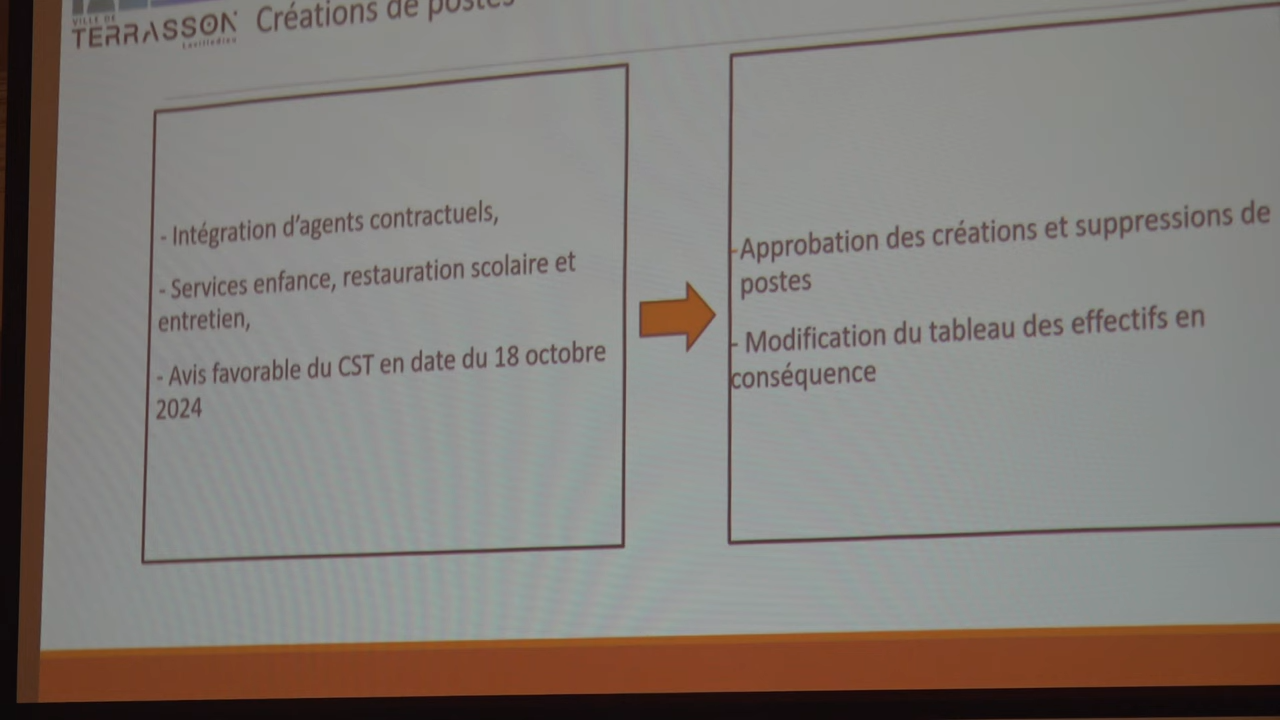 VILLE DE
TERRASSON
Créations de postes
- Intégration d'agents contractuels,
- Services enfance, restauration scolaire et
entretien,
- Avis favorable du CST en date du 18 octobre
2024
-Approbation des créations et suppressions de
postes
- Modification du tableau des effectifs en
conséquence